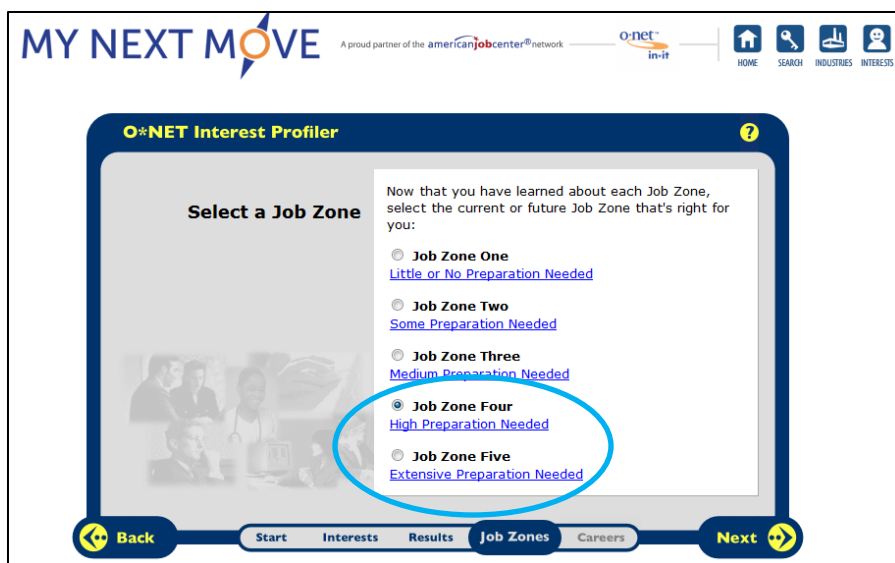 MY NEXT MOVE
A proud partner of the americanjobcenter® network
o·net™
in-it
HOME SEARCH INDUSTRIES INTERESTS
O*NET Interest Profiler
?
Select a Job Zone
Now that you have learned about each Job Zone,
select the current or future Job Zone that's right for
you:
Job Zone One
Little or No Preparation Needed
Job Zone Two
Some Preparation Needed
Job Zone Three
Medium Preparation Needed
Job Zone Four
High Preparation Needed
Job Zone Five
Extensive Preparation Needed
Back Start Interests Results Job Zones Careers Next